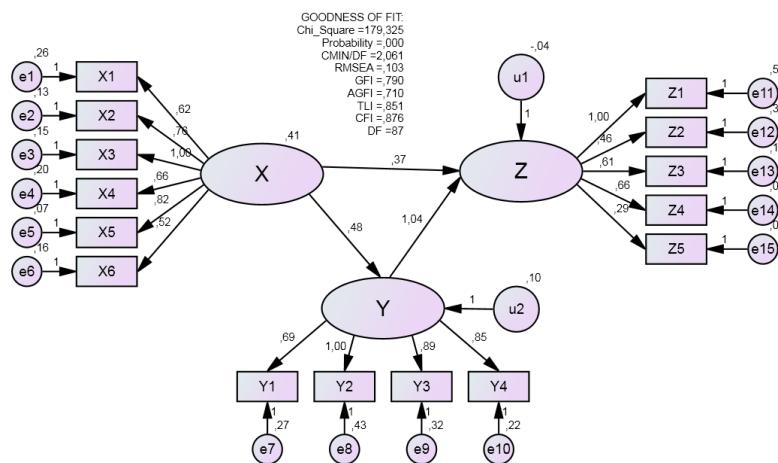 GOODNESS OF FIT:
Chi_Square =179,325
Probability =,000
CMIN/DF =2,061
RMSEA =,103
GFI =,790
AGFI =,710
TLI =,851
CFI =,876
DF =87
,26
e1
1
X1
,13
e2
1
X2
,15
e3
1
X3
,20
e4
1
X4
,07
e5
1
X5
,16
e6
1
X6
,62
,78
1,00
,66
,82
,52
,41
X
,37
,48
-,04
u1
1
Z
1,04
1,00
,46
,61
,66
,29
Z1
1
e11
Z2
1
e12
Z3
1
e13
Z4
1
e14
Z5
1
e15
Y
1
,10
u2
,69
1,00
,89
,85
Y1
Y2
Y3
Y4
1
,27
1
,43
1
,32
1
,22
e7
e8
e9
e10